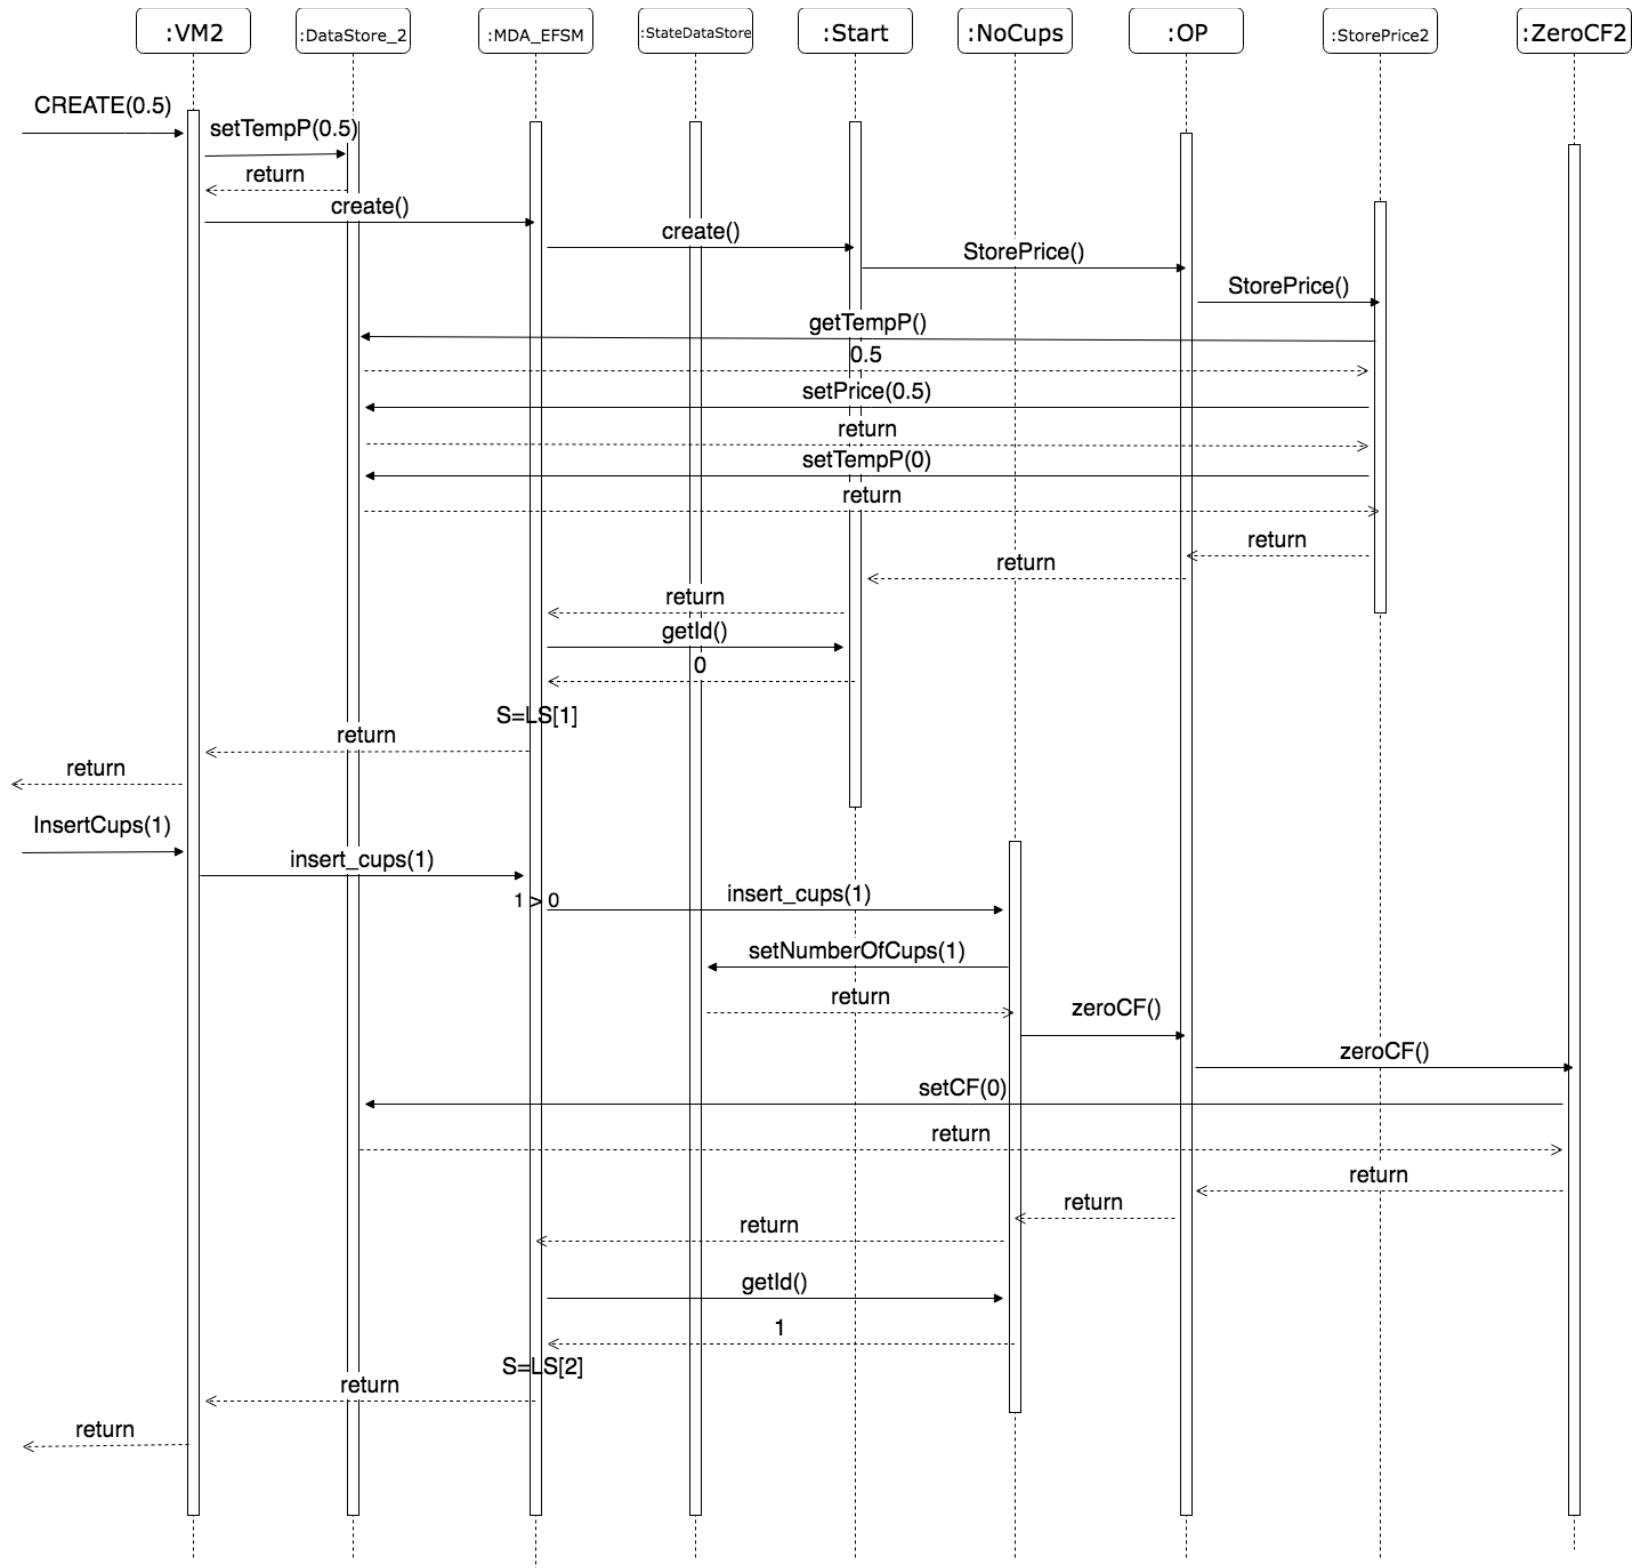 :VM2
:DataStore_2
:MDA_EFSM
:StateDataStore
:Start
:NoCups
:OP
:StorePrice2
:ZeroCF2
CREATE(0.5)
setTempP(0.5)
return
create()
create()
StorePrice()
StorePrice()
getTempP()
0.5
setPrice(0.5)
return
setTempP(0)
return
return
return
return
getId()
0
S=LS[1]
return
return
InsertCups(1)
insert_cups(1)
1 > 0
insert_cups(1)
setNumberOfCups(1)
return
zeroCF()
zeroCF()
setCF(0)
return
return
return
return
getId()
1
S=LS[2]
return
return